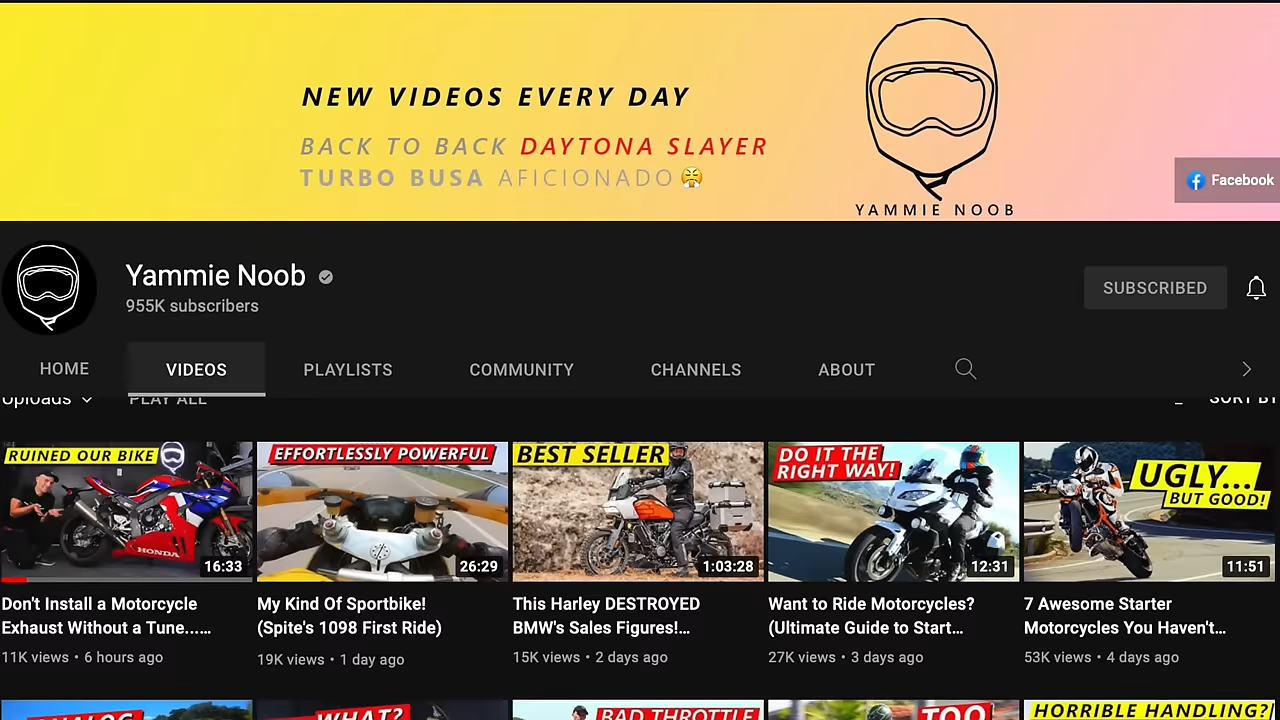 NEW VIDEOS EVERY DAY
BACK TO BACK DAYTONA SLAYER
TURBO BUSA AFICIONADO
YAMMIE NOOB
Facebook
Yammie Noob
955K subscribers
SUBSCRIBED
HOME VIDEOS PLAYLISTS COMMUNITY CHANNELS ABOUT
Uploads PLAY ALL SORT BY
RUINED OUR BIKE
HONDA
16:33
EFFORTLESSLY POWERFUL
26:29
BEST SELLER
1:03:28
DO IT THE
RIGHT WAY!
12:31
UGLY...
BUT GOOD!
11:51
Don't Install a Motorcycle
Exhaust Without a Tune......
11K views • 6 hours ago
My Kind Of Sportbike!
(Spite's 1098 First Ride)
19K views • 1 day ago
This Harley DESTROYED
BMW's Sales Figures!...
15K views • 2 days ago
Want to Ride Motorcycles?
(Ultimate Guide to Start...
27K views • 3 days ago
7 Awesome Starter
Motorcycles You Haven't...
53K views • 4 days ago
ANALOG
WHAT?
BAD THROTTLE
TOO
HORRIBLE HANDLING?